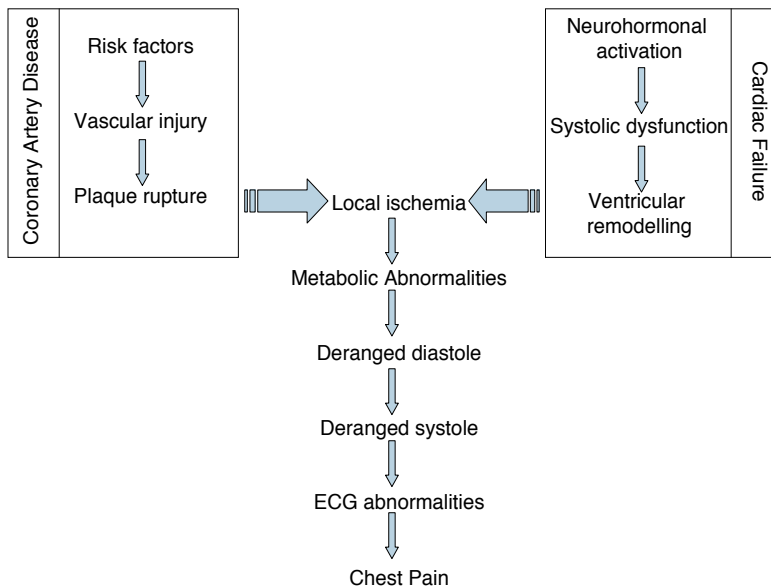 Coronary Artery Disease
Risk factors
Vascular injury
Plaque rupture
Neurohormonal
activation
Systolic dysfunction
Ventricular
remodelling
Cardiac Failure
Local ischemia
Metabolic Abnormalities
Deranged diastole
Deranged systole
ECG abnormalities
Chest Pain